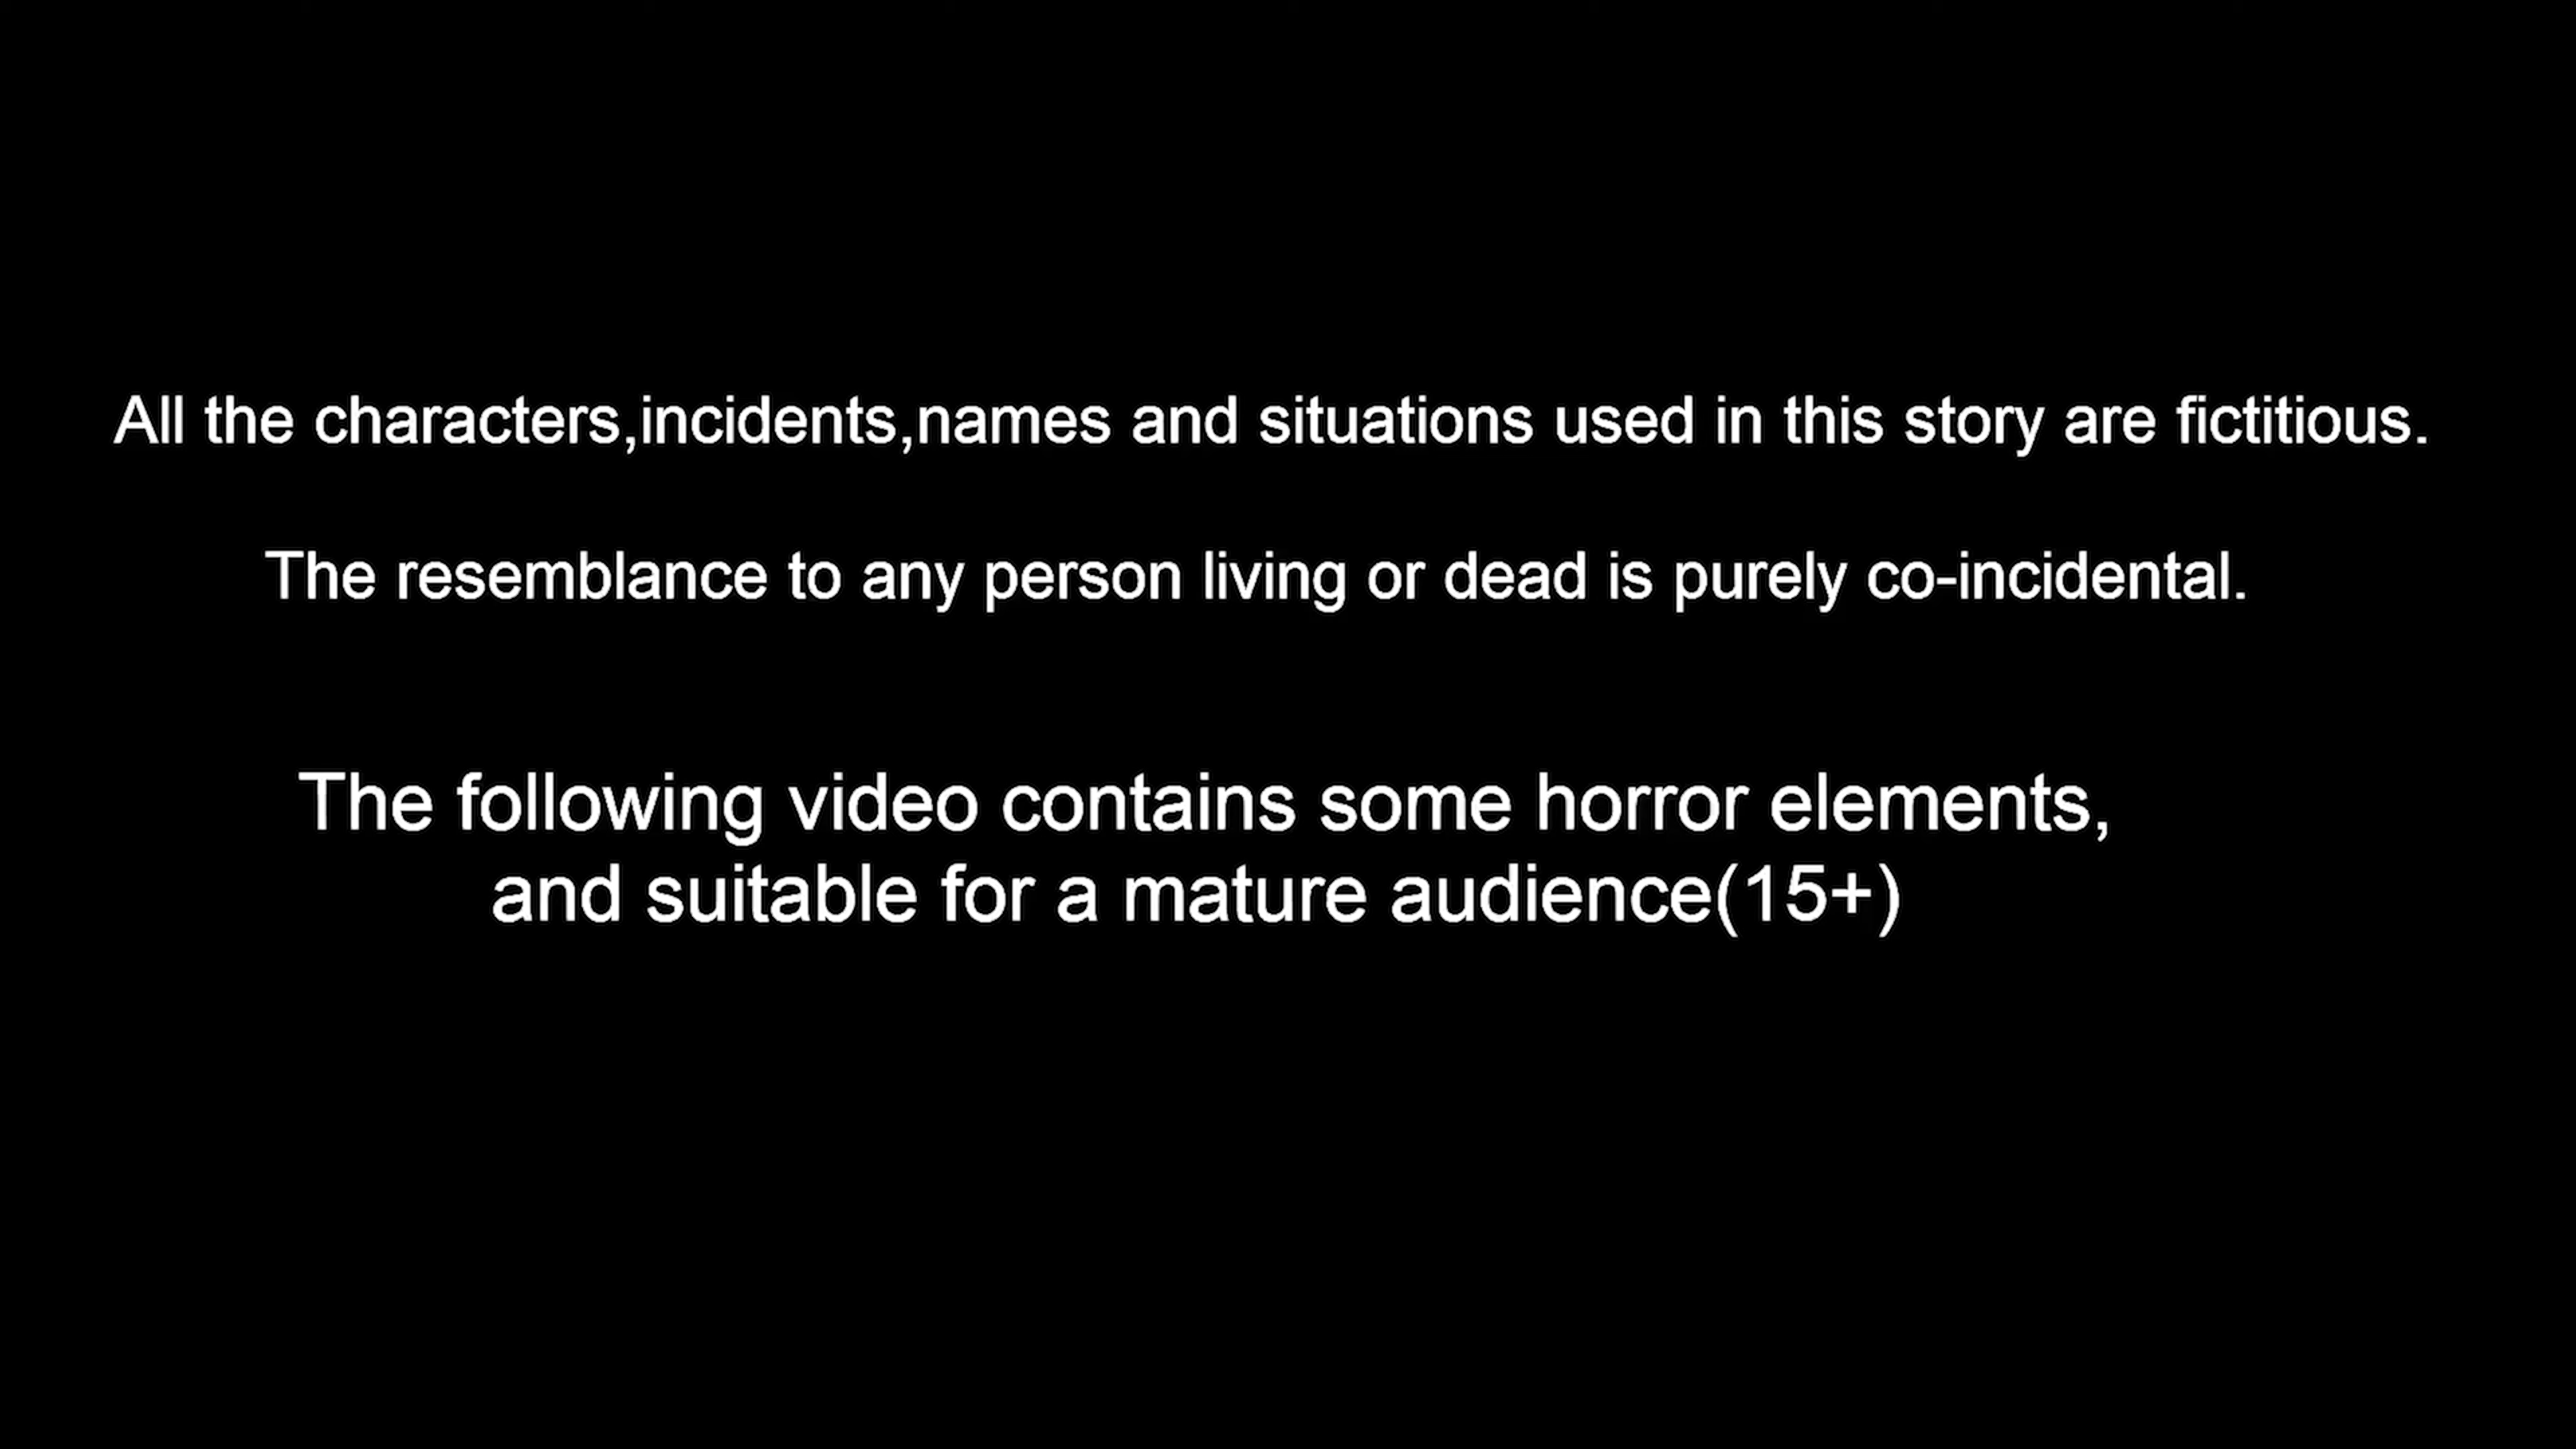 All the characters,incidents,names and situations used in this story are fictitious.
The resemblance to any person living or dead is purely co-incidental.
The following video contains some horror elements,
and suitable for a mature audience(15+)